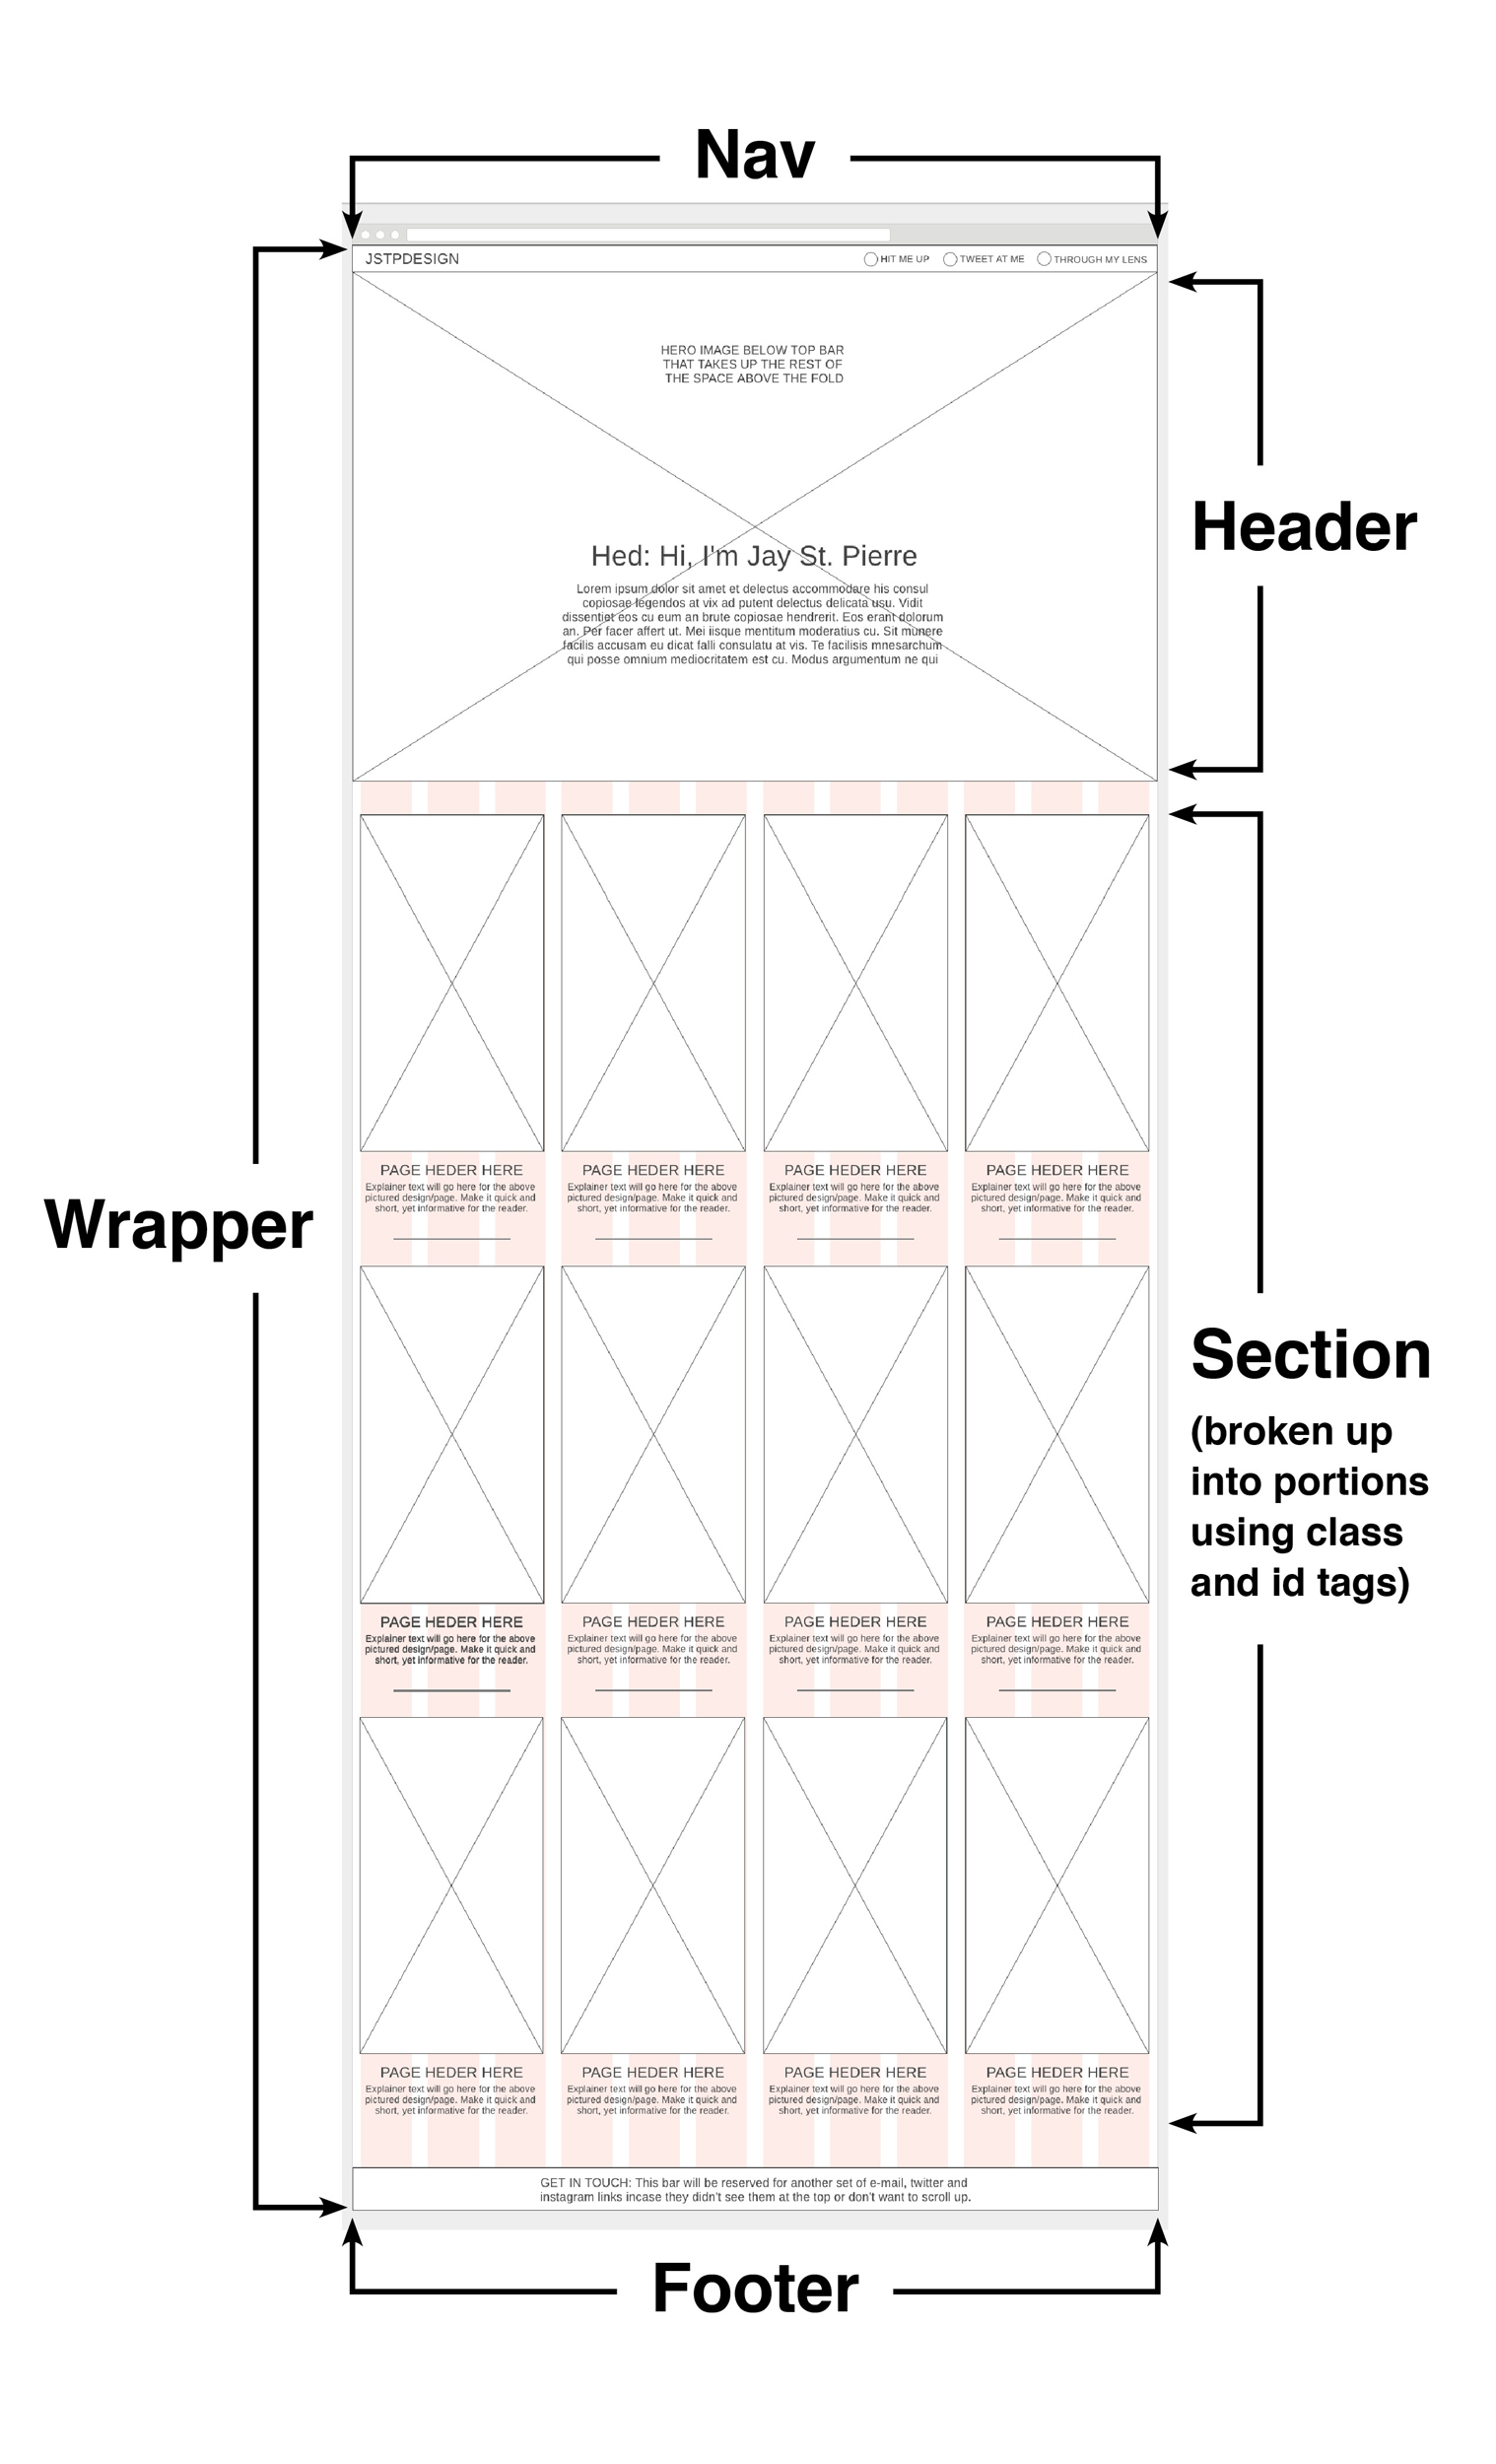 Nav
JSTPDESIGN
HIT ME UP
TWEET AT ME
THROUGH MY LENS
HERO IMAGE BELOW TOP BAR
THAT TAKES UP THE REST OF
THE SPACE ABOVE THE FOLD
Header
Hed: Hi, I'm Jay St. Pierre
Lorem ipsum dolor sit amet et delectus accommodare his consul
copiosae legendos at vix ad putent delectus delicata usu. Vidit
dissentiet eos cu eum an brute copiosae hendrerit. Eos erant dolorum
an. Per facer affert ut. Mei iisque mentitum moderatius cu. Sit munere
facilis accusam eu dicat falli consulatu at vis. Te facilisis mnesarchum
qui posse omnium mediocritatem est cu. Modus argumentum ne qui
PAGE HEDER HERE
Explainer text will go here for the above
pictured design/page. Make it quick and
short, yet informative for the reader.
PAGE HEDER HERE
Explainer text will go here for the above
pictured design/page. Make it quick and
short, yet informative for the reader.
PAGE HEDER HERE
Explainer text will go here for the above
pictured design/page. Make it quick and
short, yet informative for the reader.
PAGE HEDER HERE
Explainer text will go here for the above
pictured design/page. Make it quick and
short, yet informative for the reader.
Wrapper
Section
(broken up
into portions
using class
and id tags)
PAGE HEDER HERE
Explainer text will go here for the above
pictured design/page. Make it quick and
short, yet informative for the reader.
PAGE HEDER HERE
Explainer text will go here for the above
pictured design/page. Make it quick and
short, yet informative for the reader.
PAGE HEDER HERE
Explainer text will go here for the above
pictured design/page. Make it quick and
short, yet informative for the reader.
PAGE HEDER HERE
Explainer text will go here for the above
pictured design/page. Make it quick and
short, yet informative for the reader.
PAGE HEDER HERE
Explainer text will go here for the above
pictured design/page. Make it quick and
short, yet informative for the reader.
PAGE HEDER HERE
Explainer text will go here for the above
pictured design/page. Make it quick and
short, yet informative for the reader.
PAGE HEDER HERE
Explainer text will go here for the above
pictured design/page. Make it quick and
short, yet informative for the reader.
PAGE HEDER HERE
Explainer text will go here for the above
pictured design/page. Make it quick and
short, yet informative for the reader.
GET IN TOUCH: This bar will be reserved for another set of e-mail, twitter and
instagram links incase they didn't see them at the top or don't want to scroll up.
Footer